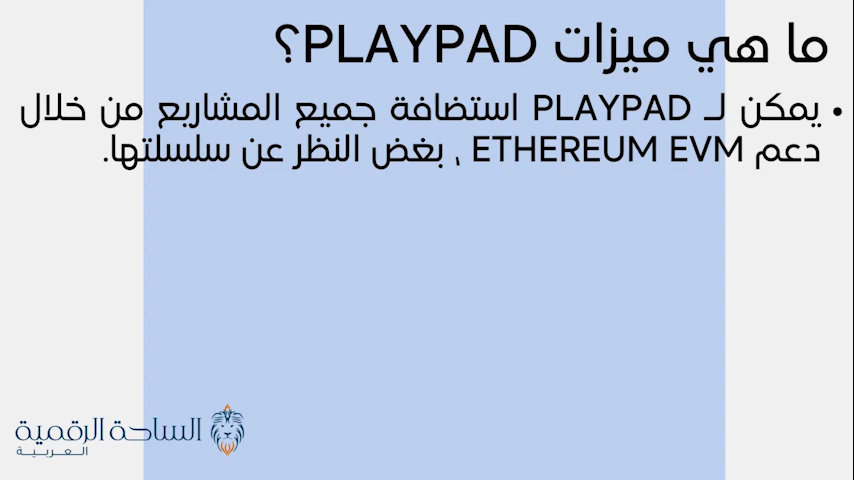 ما هي ميزات PLAYPAD؟
• يمكن لـ PLAYPAD استضافة جميع المشاريع من خلال
دعم ETHEREUM EVM ، بغض النظر عن سلسلتها.
الساحة الرقمية
العربية